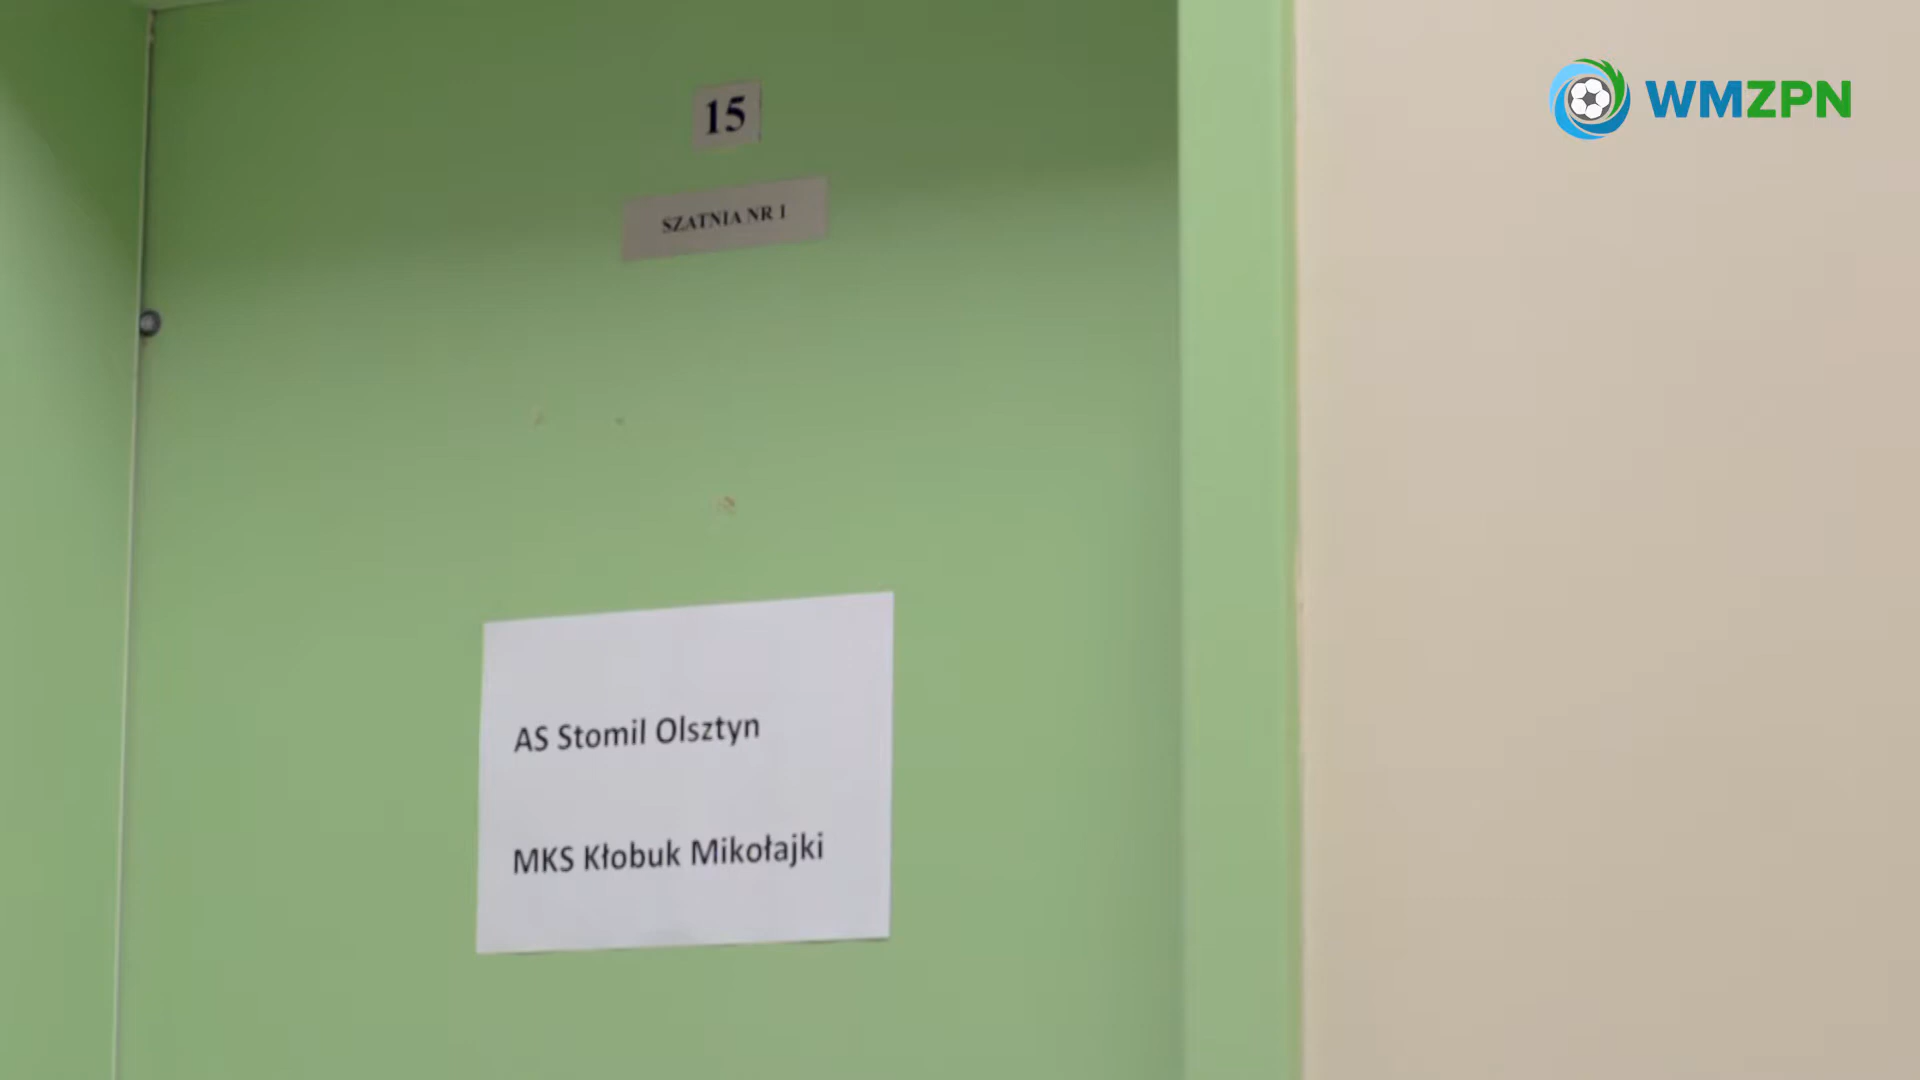 15
WMZPN
SZATNIA NR 1
AS Stomil Olsztyn
MKS Kłobuk Mikołajki